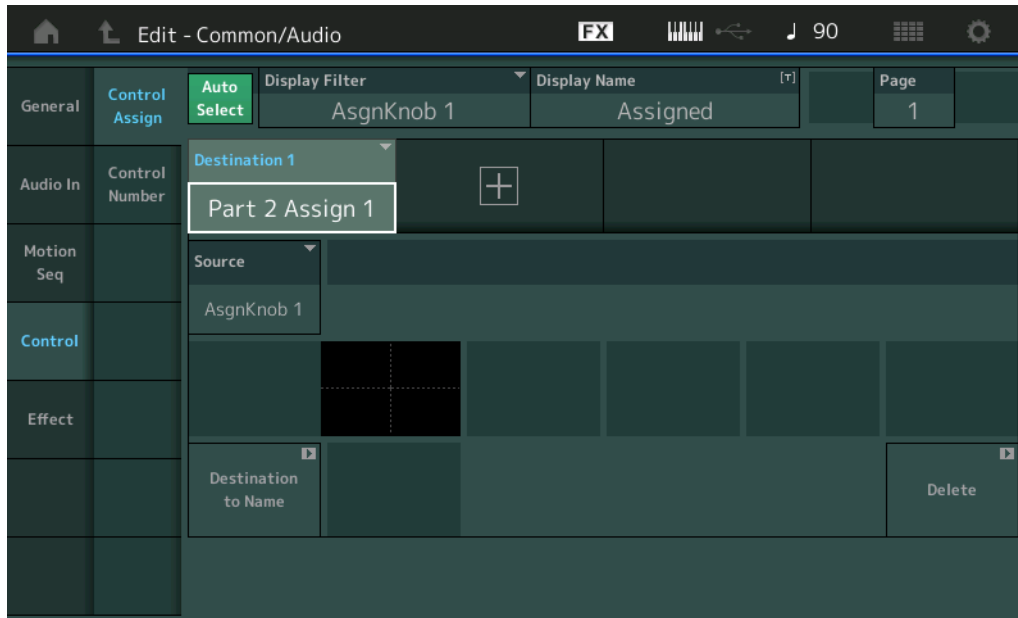 Edit - Common/Audio FX 90
General
Control
Assign
Auto
Select
Display Filter
AsgnKnob 1
Display Name [T]
Assigned
Page
1
Audio In
Control
Number
Destination 1
Part 2 Assign 1
Motion
Seq
Source
AsgnKnob 1
Control
Effect
Destination
to Name
Delete